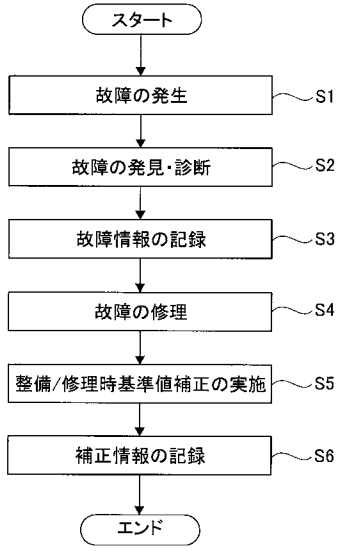 スタート
故障の発生 S1
故障の発見・診断 S2
故障情報の記録 S3
故障の修理 S4
整備/修理時基準値補正の実施 S5
補正情報の記録 S6
エンド